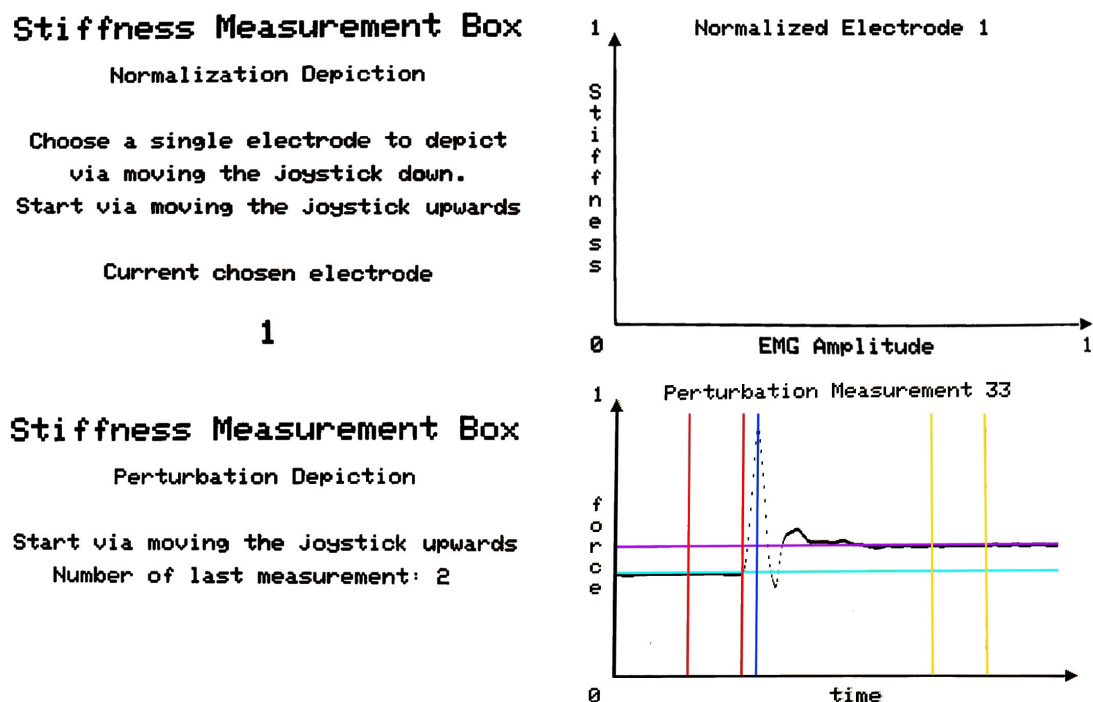 Stiffness Measurement Box
Normalization Depiction
Choose a single electrode to depict
via moving the joystick down.
Start via moving the joystick upwards
Current chosen electrode
1
Normalized Electrode 1
1
Stiffness
0
EMG Amplitude
1
Stiffness Measurement Box
Perturbation Depiction
Start via moving the joystick upwards
Number of last measurement: 2
Perturbation Measurement 33
1
force
0
time